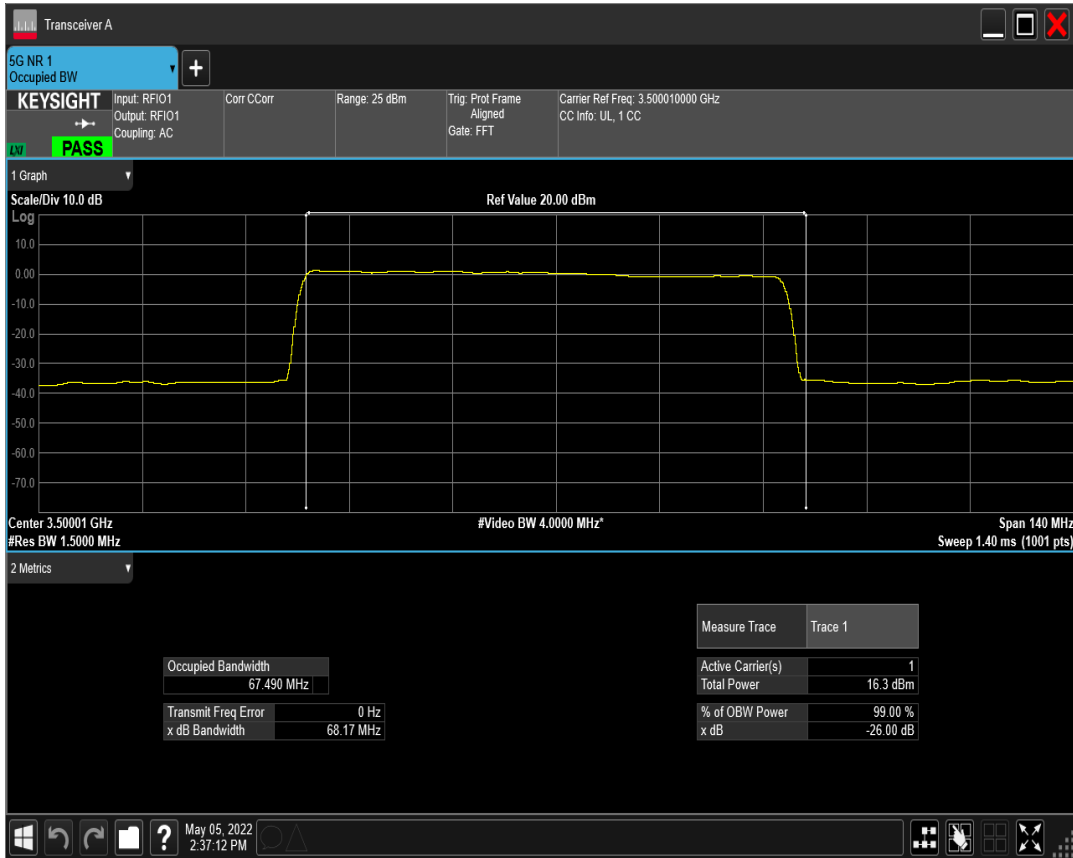 Transceiver A
5G NR 1
Occupied BW
KEYSIGHT
LXI
PASS
Input: RFIO1
Output: RFIO1
Coupling: AC
Corr CCorr
Range: 25 dBm
Trig: Prot Frame
Aligned
Gate: FFT
Carrier Ref Freq: 3.500010000 GHz
CC Info: UL, 1 CC
1 Graph
Scale/Div 10.0 dB
Ref Value 20.00 dBm
Log
10.0
0.00
-10.0
-20.0
-30.0
-40.0
-50.0
-60.0
-70.0
Center 3.50001 GHz
#Video BW 4.0000 MHz*
Span 140 MHz
#Res BW 1.5000 MHz
Sweep 1.40 ms (1001 pts)
2 Metrics
Measure Trace Trace 1
Occupied Bandwidth
67.490 MHz
Transmit Freq Error 0 Hz
x dB Bandwidth 68.17 MHz
Active Carrier(s) 1
Total Power 16.3 dBm
% of OBW Power 99.00 %
x dB -26.00 dB
?
May 05, 2022
2:37:12 PM